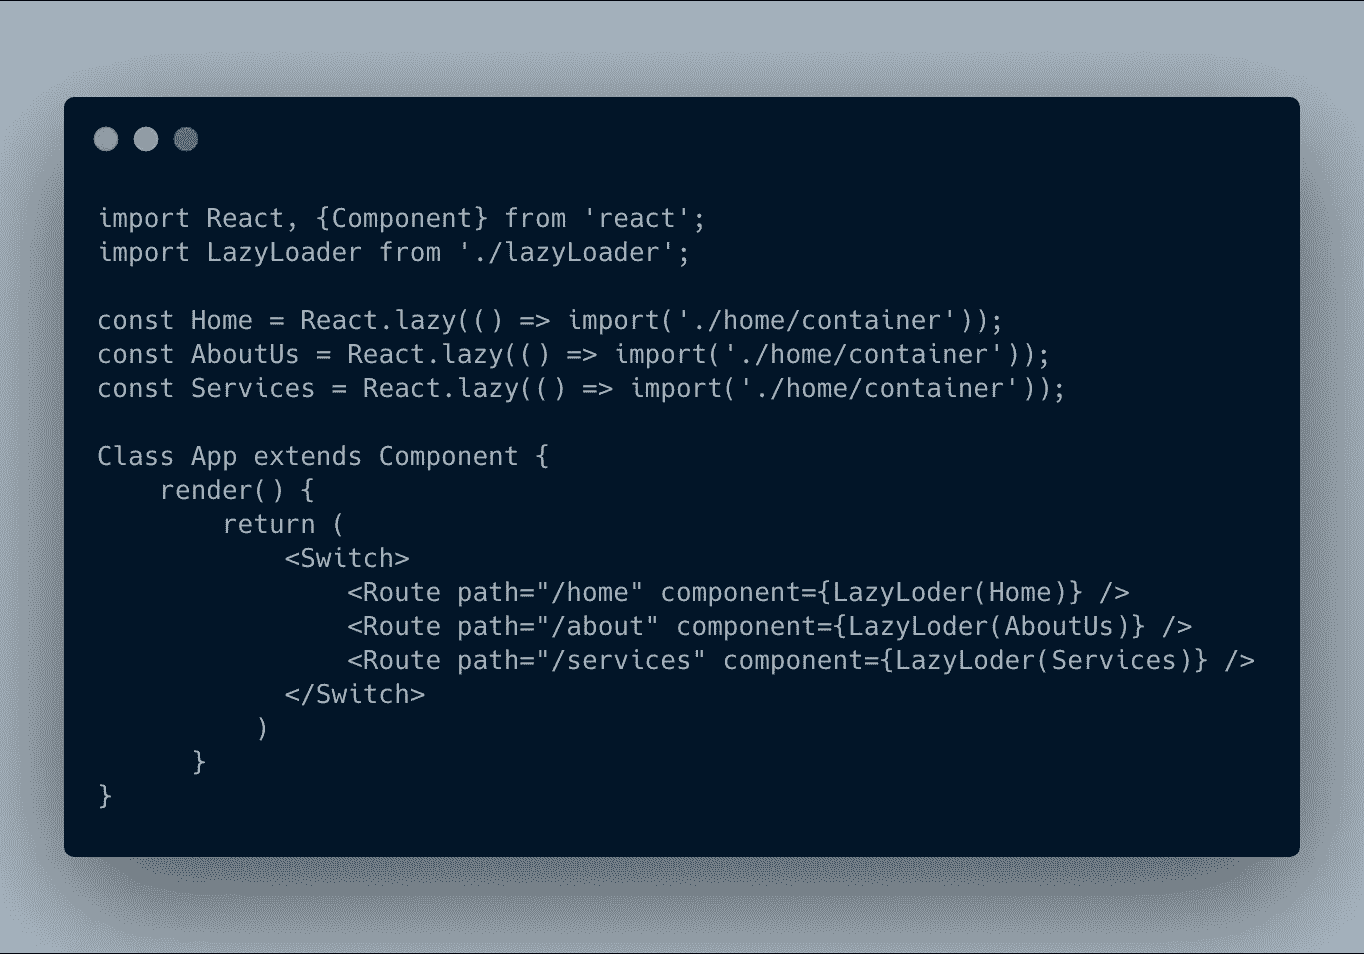 import React, {Component} from 'react';
import LazyLoader from './lazyLoader';

const Home = React.lazy(() => import('./home/container'));
const AboutUs = React.lazy(() => import('./home/container'));
const Services = React.lazy(() => import('./home/container'));

Class App extends Component {
    render() {
        return (
            <Switch>
                <Route path="/home" component={LazyLoder(Home)} />
                <Route path="/about" component={LazyLoder(AboutUs)} />
                <Route path="/services" component={LazyLoder(Services)} />
            </Switch>
          )
      }
}